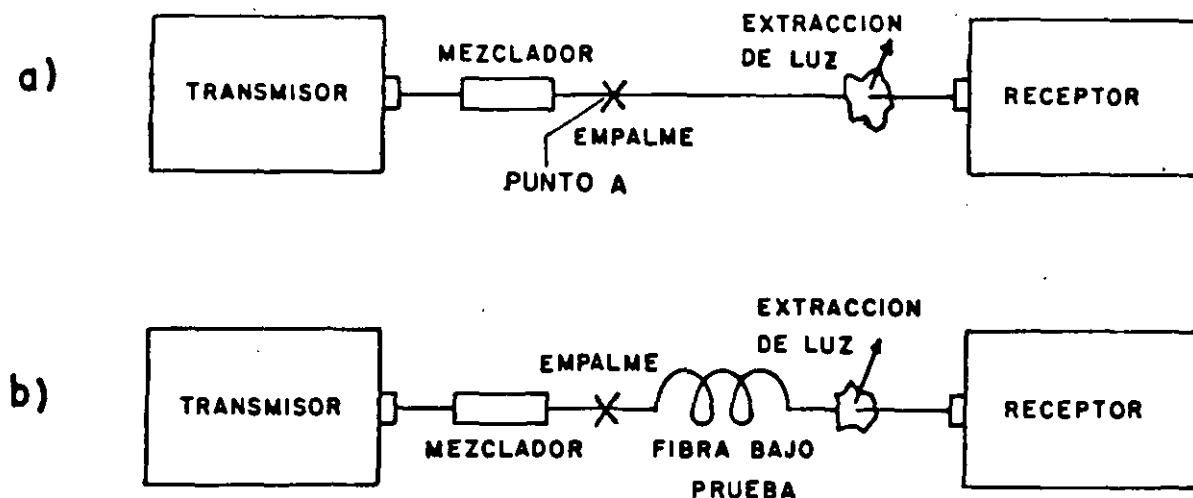 a)
TRANSMISOR
MEZCLADOR
EMPALME
PUNTO A
EXTRACCION
DE LUZ
RECEPTOR
b)
TRANSMISOR
MEZCLADOR
EMPALME
FIBRA BAJO
PRUEBA
EXTRACCION
DE LUZ
RECEPTOR